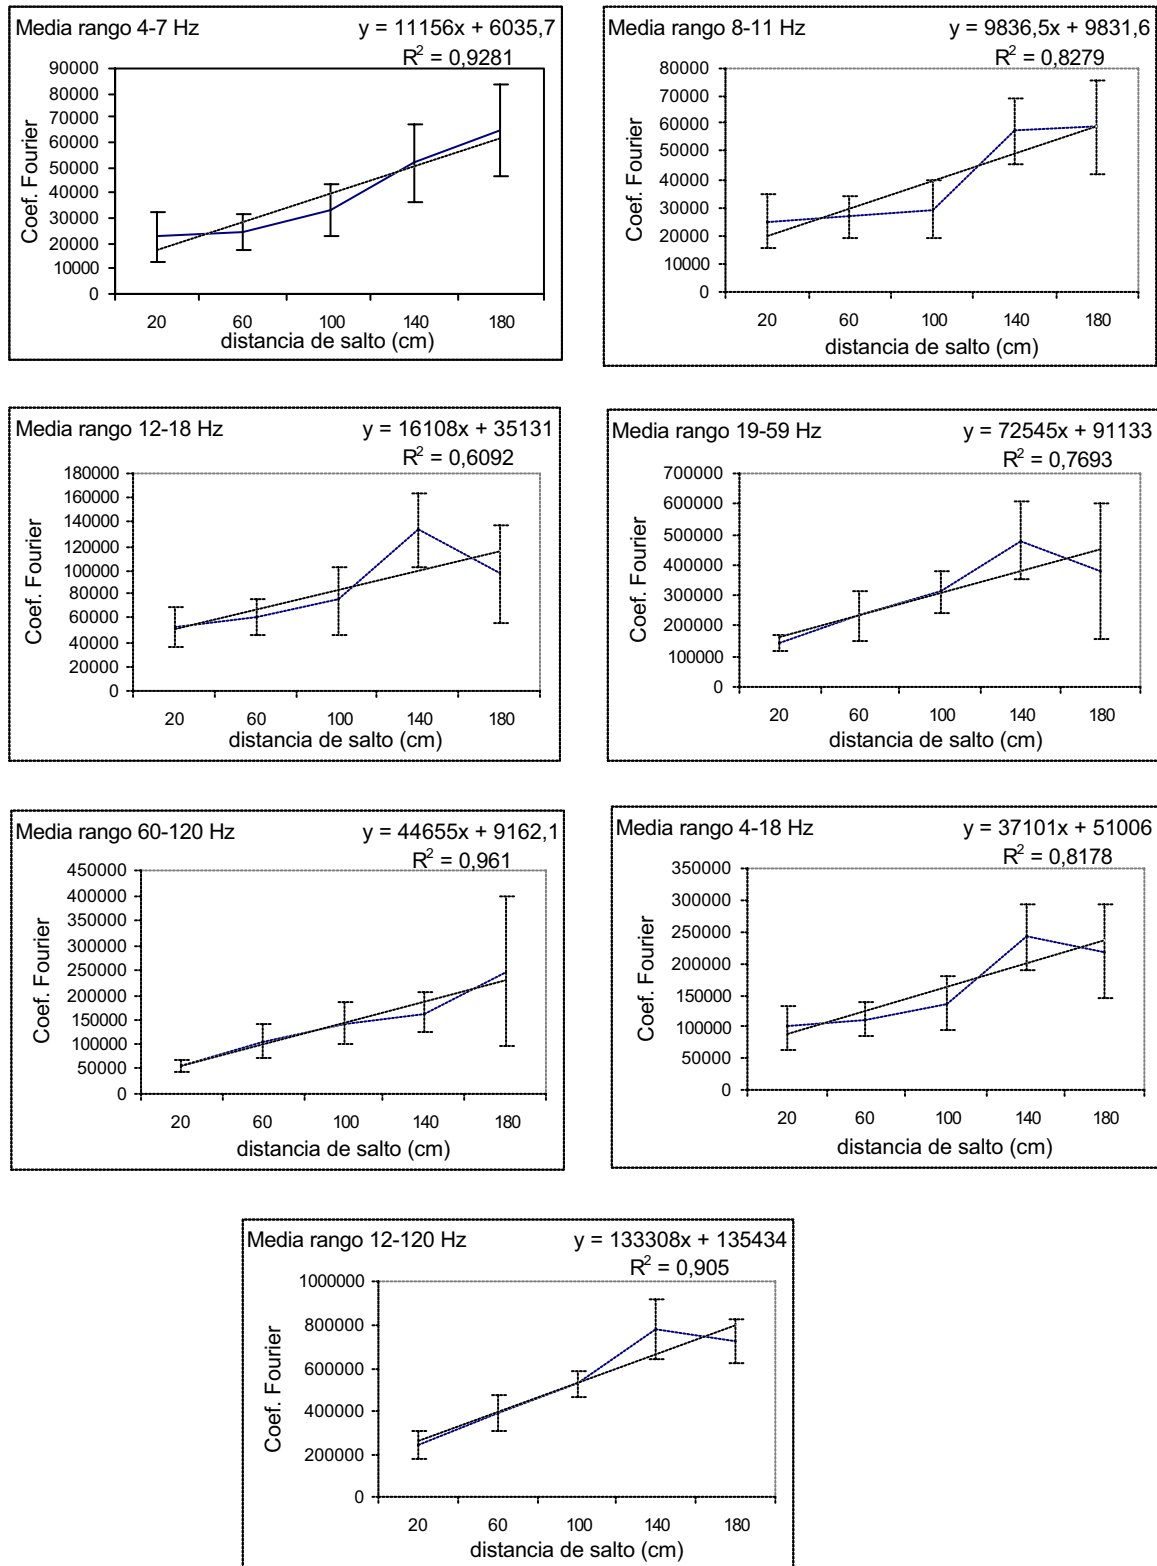 Media rango 4-7 Hz y = 11156x + 6035,7
R² = 0,9281
Coef. Fourier
90000
80000
70000
60000
50000
40000
30000
20000
10000
0
20 60 100 140 180
distancia de salto (cm)
Media rango 8-11 Hz y = 9836,5x + 9831,6
R² = 0,8279
Coef. Fourier
80000
70000
60000
50000
40000
30000
20000
10000
0
20 60 100 140 180
distancia de salto (cm)
Media rango 12-18 Hz y = 16108x + 35131
R² = 0,6092
Coef. Fourier
180000
160000
140000
120000
100000
80000
60000
40000
20000
0
20 60 100 140 180
distancia de salto (cm)
Media rango 19-59 Hz y = 72545x + 91133
R² = 0,7693
Coef. Fourier
700000
600000
500000
400000
300000
200000
100000
0
20 60 100 140 180
distancia de salto (cm)
Media rango 60-120 Hz y = 44655x + 9162,1
R² = 0,961
Coef. Fourier
450000
400000
350000
300000
250000
200000
150000
100000
50000
0
20 60 100 140 180
distancia de salto (cm)
Media rango 4-18 Hz y = 37101x + 51006
R² = 0,8178
Coef. Fourier
350000
300000
250000
200000
150000
100000
50000
0
20 60 100 140 180
distancia de salto (cm)
Media rango 12-120 Hz y = 133308x + 135434
R² = 0,905
Coef. Fourier
1000000
800000
600000
400000
200000
0
20 60 100 140 180
distancia de salto (cm)